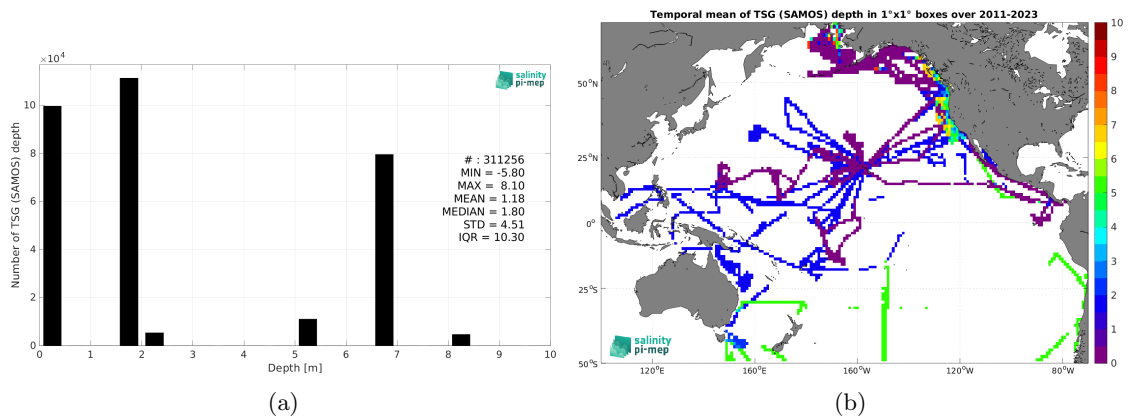 ×10⁴
10
8
6
4
2
0
Number of TSG (SAMOS) depth
0 1 2 3 4 5 6 7 8 9 10
Depth [m]
salinity
pi-mep
# : 311256
MIN = -5.80
MAX = 8.10
MEAN = 1.18
MEDIAN = 1.80
STD = 4.51
IQR = 10.30
(a)
Temporal mean of TSG (SAMOS) depth in 1°x1° boxes over 2011-2023
50°N
25°N
0°
25°S
50°S
120°E 160°E 160°W 120°W 80°W
10
9
8
7
6
5
4
3
2
1
0
salinity
pi-mep
(b)